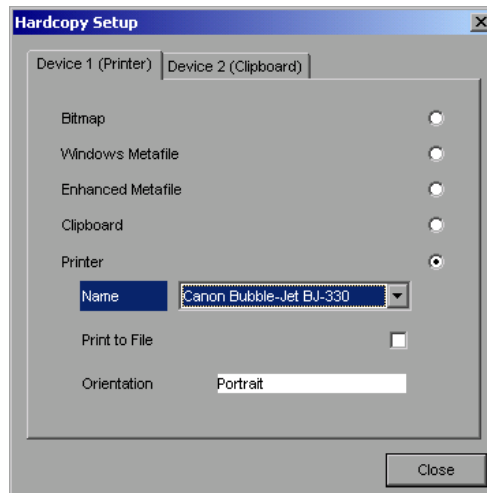 Hardcopy Setup
Device 1 (Printer) Device 2 (Clipboard)
Bitmap
Windows Metafile
Enhanced Metafile
Clipboard
Printer
Name Canon Bubble-Jet BJ-330
Print to File
Orientation Portrait
Close